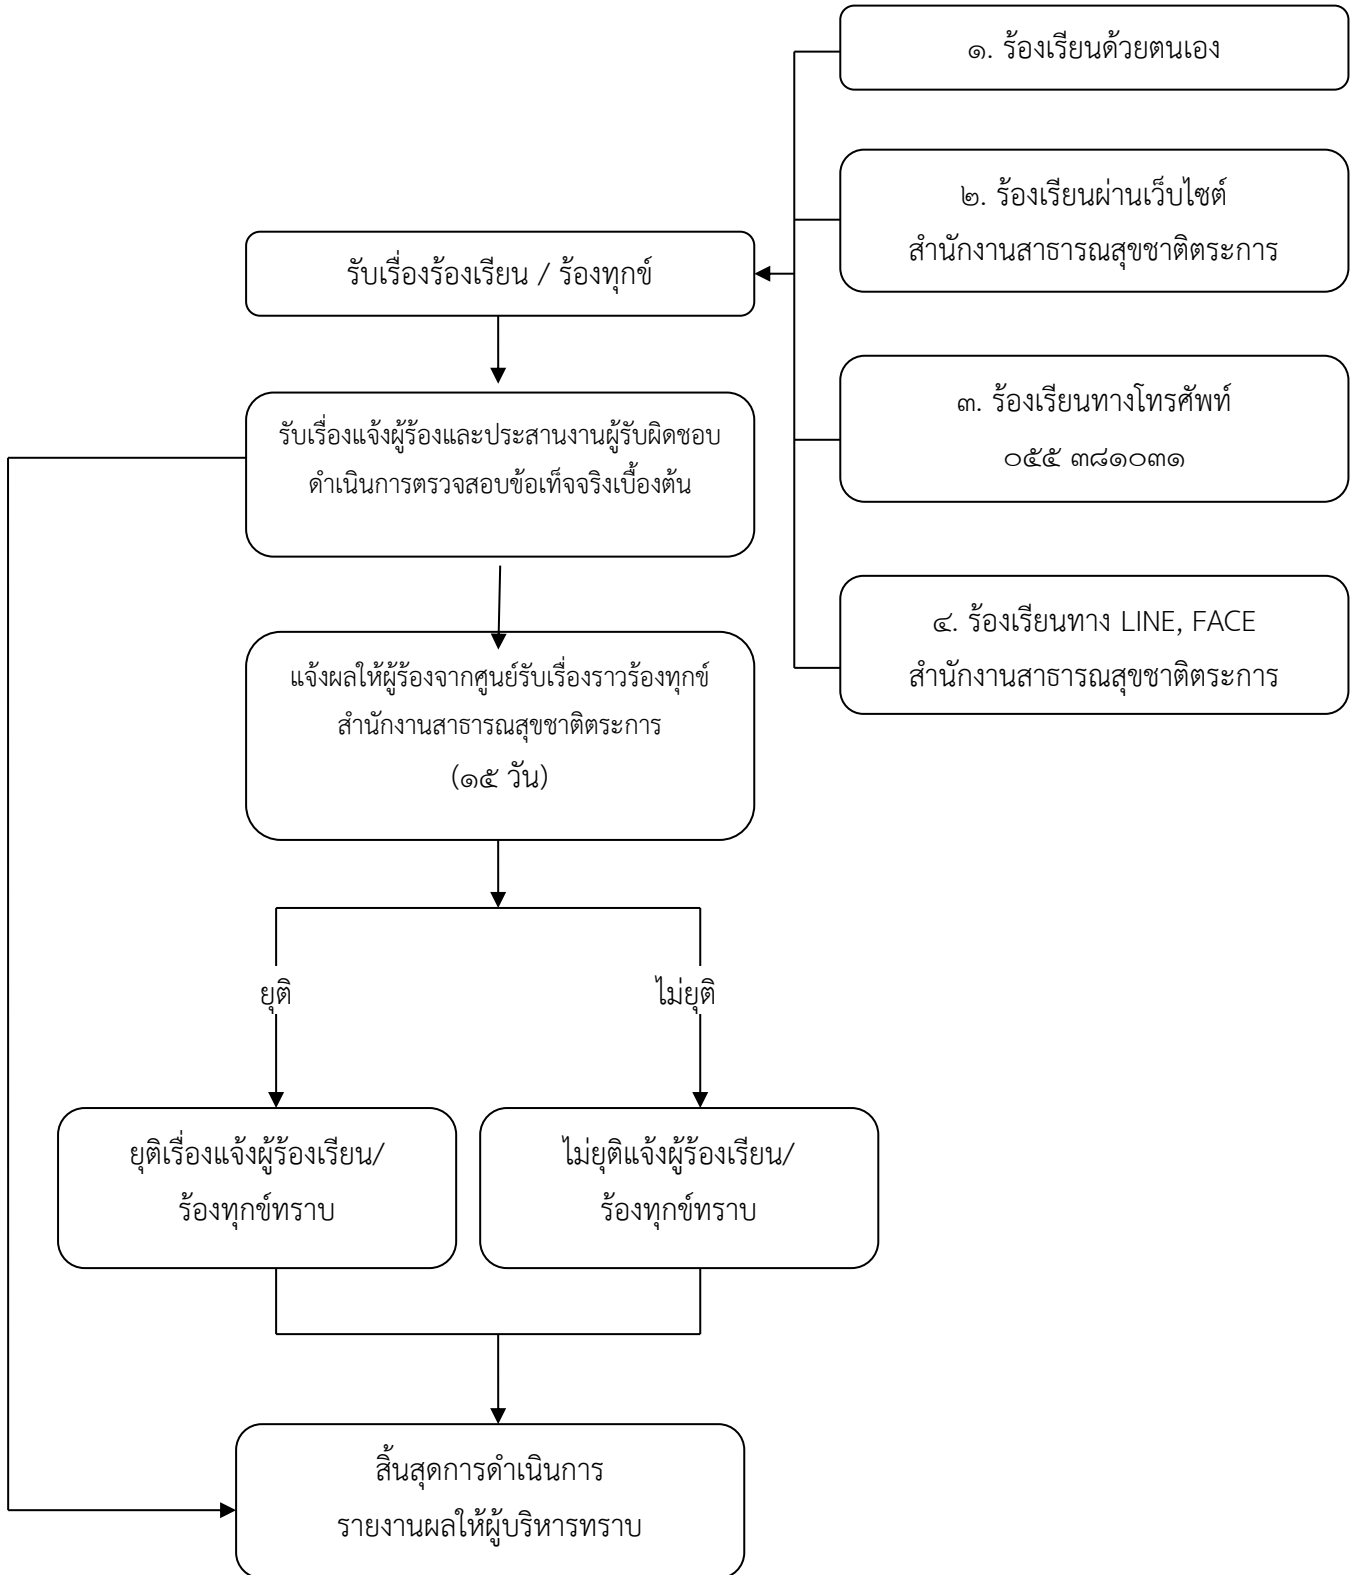 ๑. ร้องเรียนด้วยตนเอง
๒. ร้องเรียนผ่านเว็บไซต์
สำนักงานสาธารณสุขชาติตระการ
รับเรื่องร้องเรียน / ร้องทุกข์
๓. ร้องเรียนทางโทรศัพท์
๐๕๕ ๓๘๑๐๓๑
รับเรื่องแจ้งผู้ร้องและประสานงานผู้รับผิดชอบ
ดำเนินการตรวจสอบข้อเท็จจริงเบื้องต้น
๔. ร้องเรียนทาง LINE, FACE
สำนักงานสาธารณสุขชาติตระการ
แจ้งผลให้ผู้ร้องจากศูนย์รับเรื่องราวร้องทุกข์
สำนักงานสาธารณสุขชาติตระการ
(๑๕ วัน)
ยุติ
ไม่ยุติ
ยุติเรื่องแจ้งผู้ร้องเรียน/
ร้องทุกข์ทราบ
ไม่ยุติแจ้งผู้ร้องเรียน/
ร้องทุกข์ทราบ
สิ้นสุดการดำเนินการ
รายงานผลให้ผู้บริหารทราบ